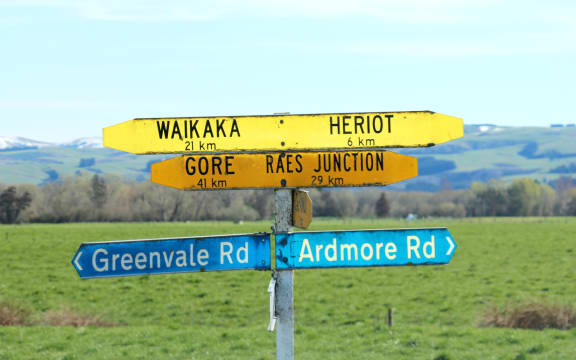 WAIKAKA HERIOT
21 km 6 km
GORE RAES JUNCTION
41 km 29 km
Greenvale Rd Ardmore Rd